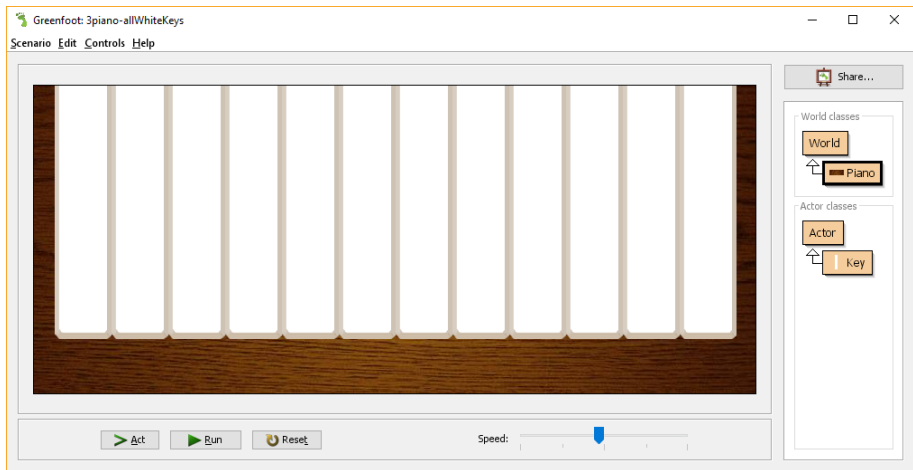 Greenfoot: 3piano-allWhiteKeys
Scenario Edit Controls Help
Share...
World classes
World
Piano
Actor classes
Actor
Key
Act Run Reset Speed: